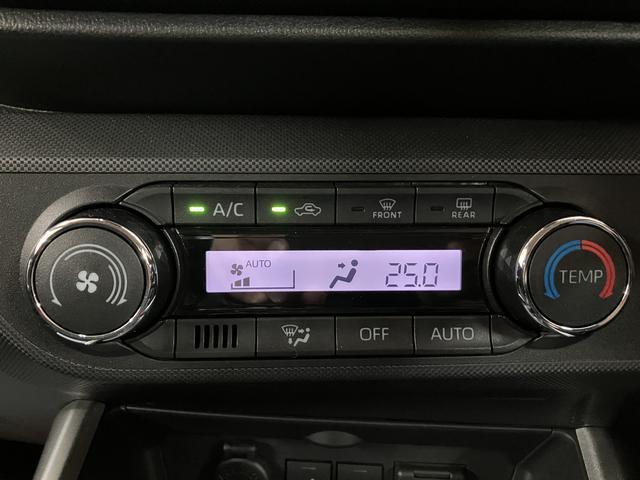 A/C
FRONT
REAR
AUTO
25.0
TEMP
OFF
AUTO